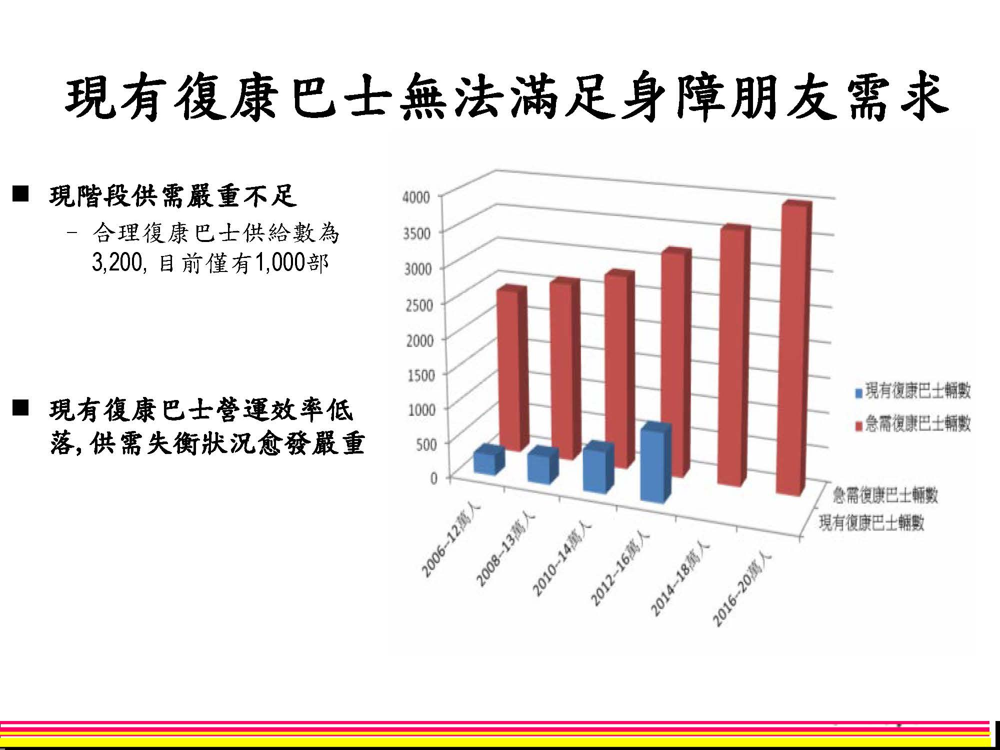 現有復康巴士無法滿足身障朋友需求
■ 現階段供需嚴重不足
– 合理復康巴士供給數為
3,200, 目前僅有1,000部
■ 現有復康巴士營運效率低
落, 供需失衡狀況愈發嚴重
4000
3500
3000
2500
2000
1500
1000
500
0
2006--12萬人
2008--13萬人
2010--14萬人
2012--16萬人
2014--18萬人
2016--20萬人
急需復康巴士輛數
現有復康巴士輛數
現有復康巴士輛數
急需復康巴士輛數